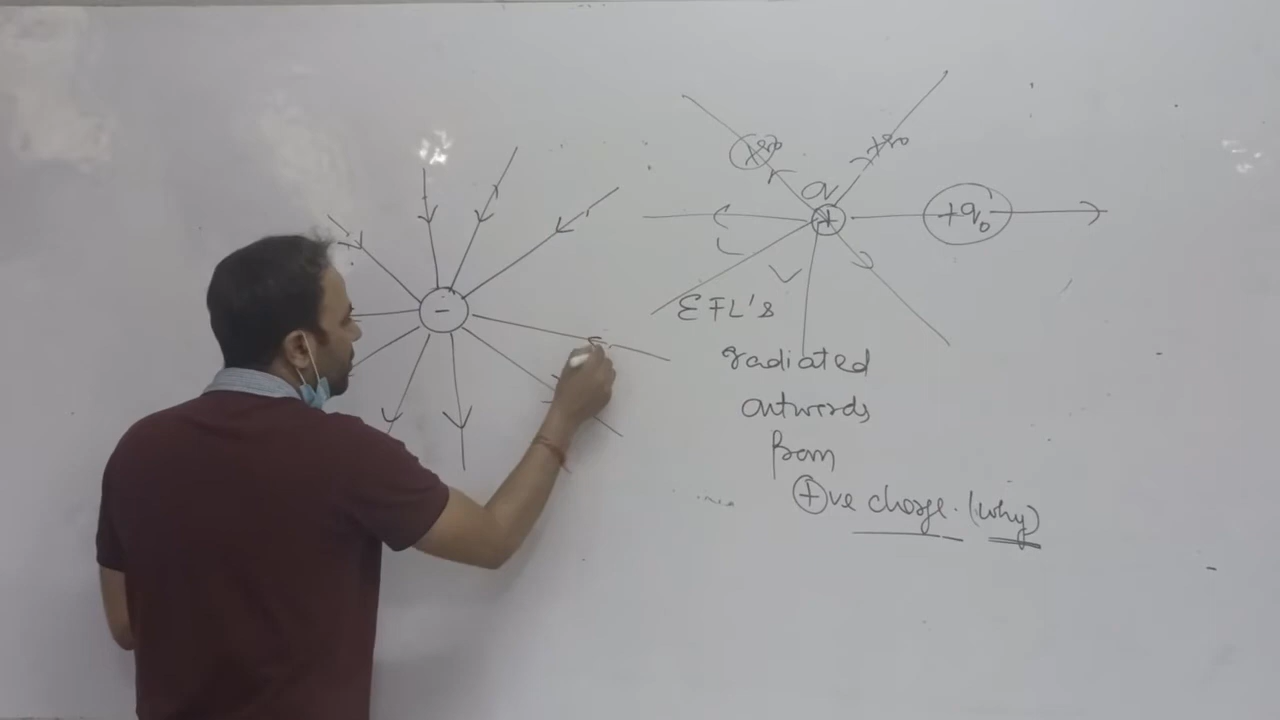 +q₀
+q₀
Q
+
+q₀
-
EFL's
radiated
outwards
from
+ve charge. (why)